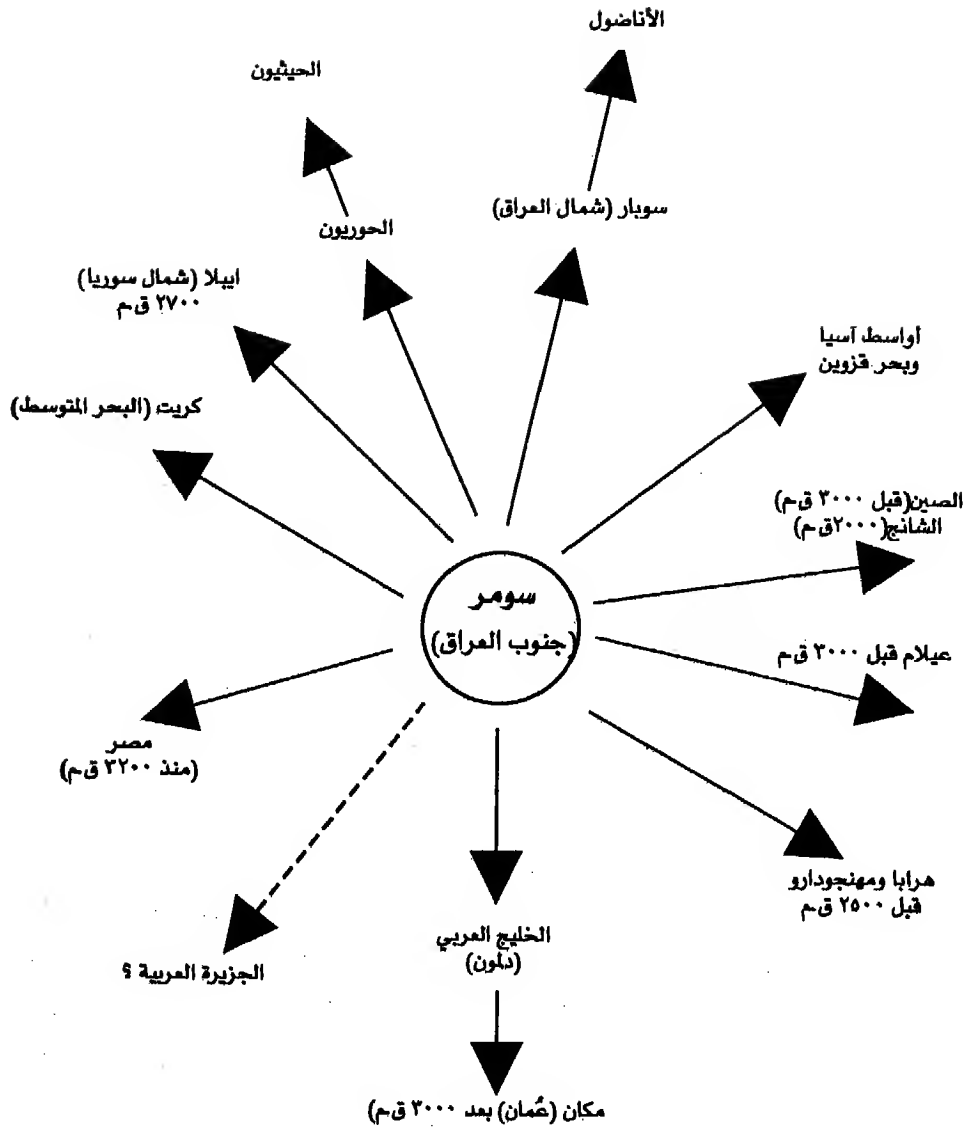 الأناضول
الحيثيون
سوبار (شمال العراق)
الحوريون
ايبلا (شمال سوريا)
٢٧٠٠ ق.م
أواسط آسيا
وبحر قزوين
كريت (البحر المتوسط)
الصين(قبل ٣٠٠٠ ق.م)
الشانج(٢٠٠٠ق.م)
سومر
(جنوب العراق)
عيلام قبل ٣٠٠٠ ق.م
مصر
(منذ ٣٢٠٠ ق.م)
هرابا ومهنجودارو
قبل ٢٥٠٠ ق.م
الخليج العربي
(دلمون)
الجزيرة العربية ؟
مكان (عُمان) بعد ٣٠٠٠ ق.م)